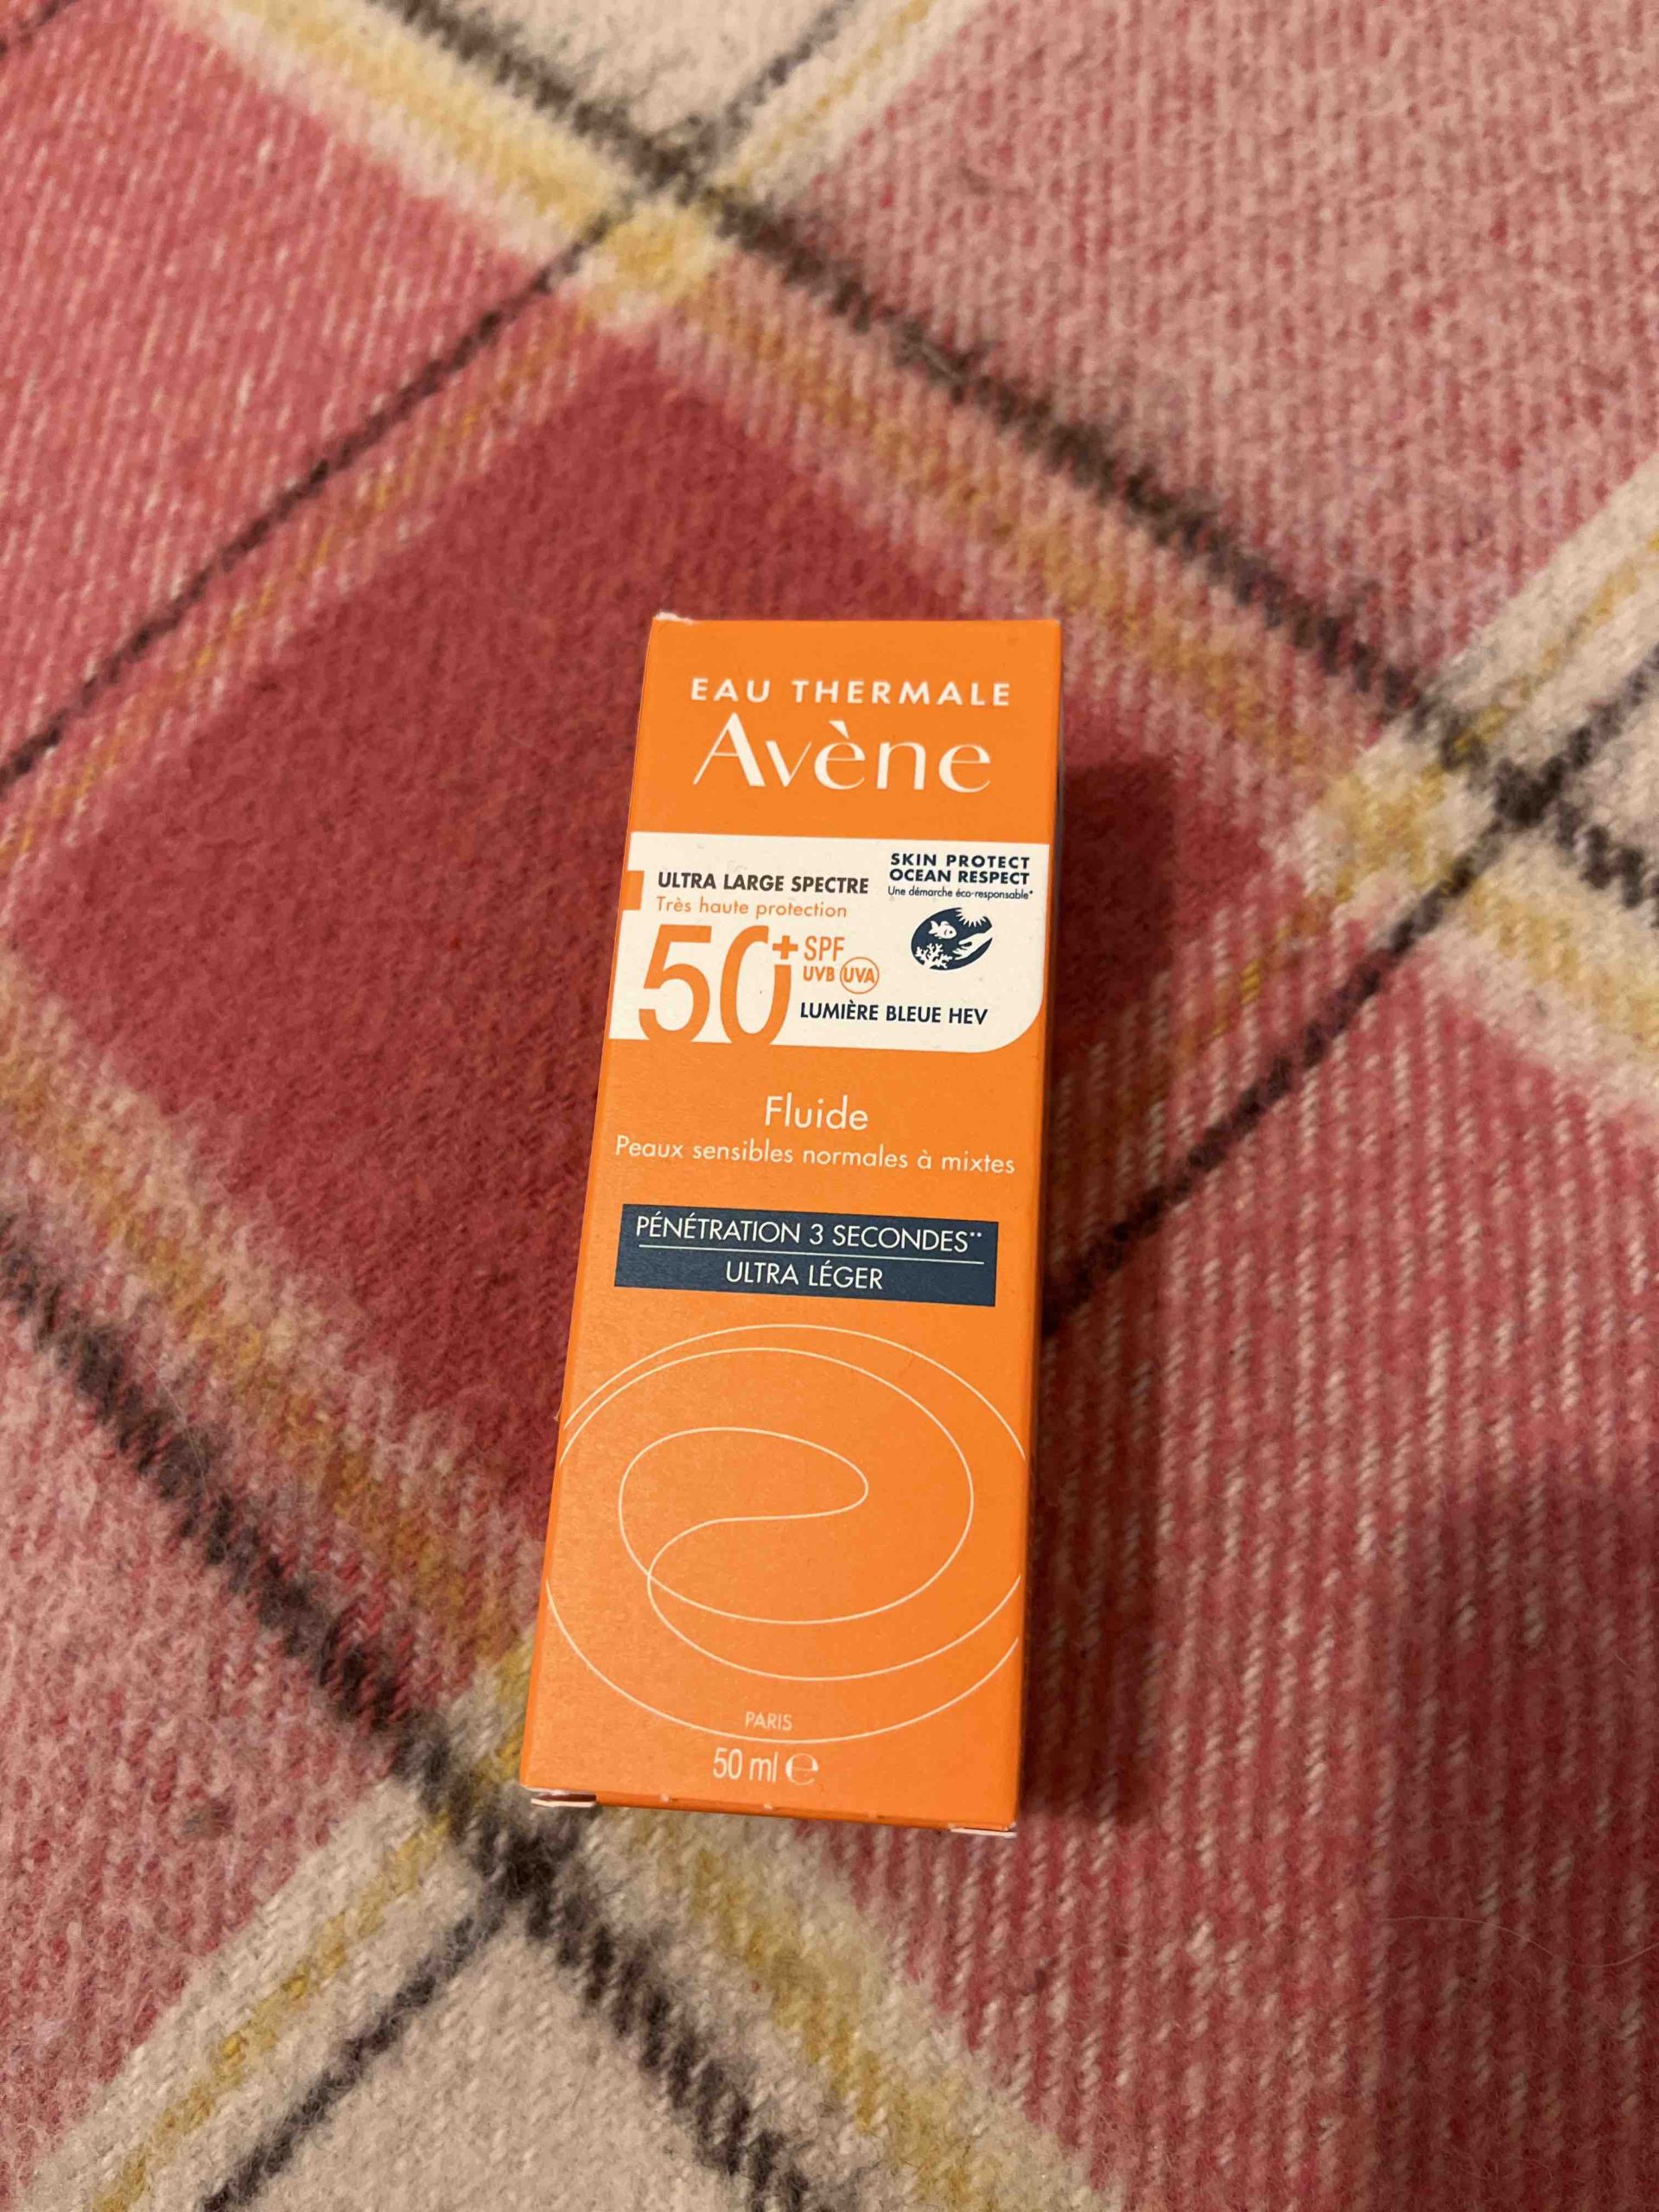 EAU THERMALE
Avène
ULTRA LARGE SPECTRE
Très haute protection
50+ SPF
UVB UVA
LUMIÈRE BLEUE HEV
SKIN PROTECT
OCEAN RESPECT
Une démarche éco-responsable*
Fluide
Peaux sensibles normales à mixtes
PÉNÉTRATION 3 SECONDES**
ULTRA LÉGER
PARIS
50 ml ℮